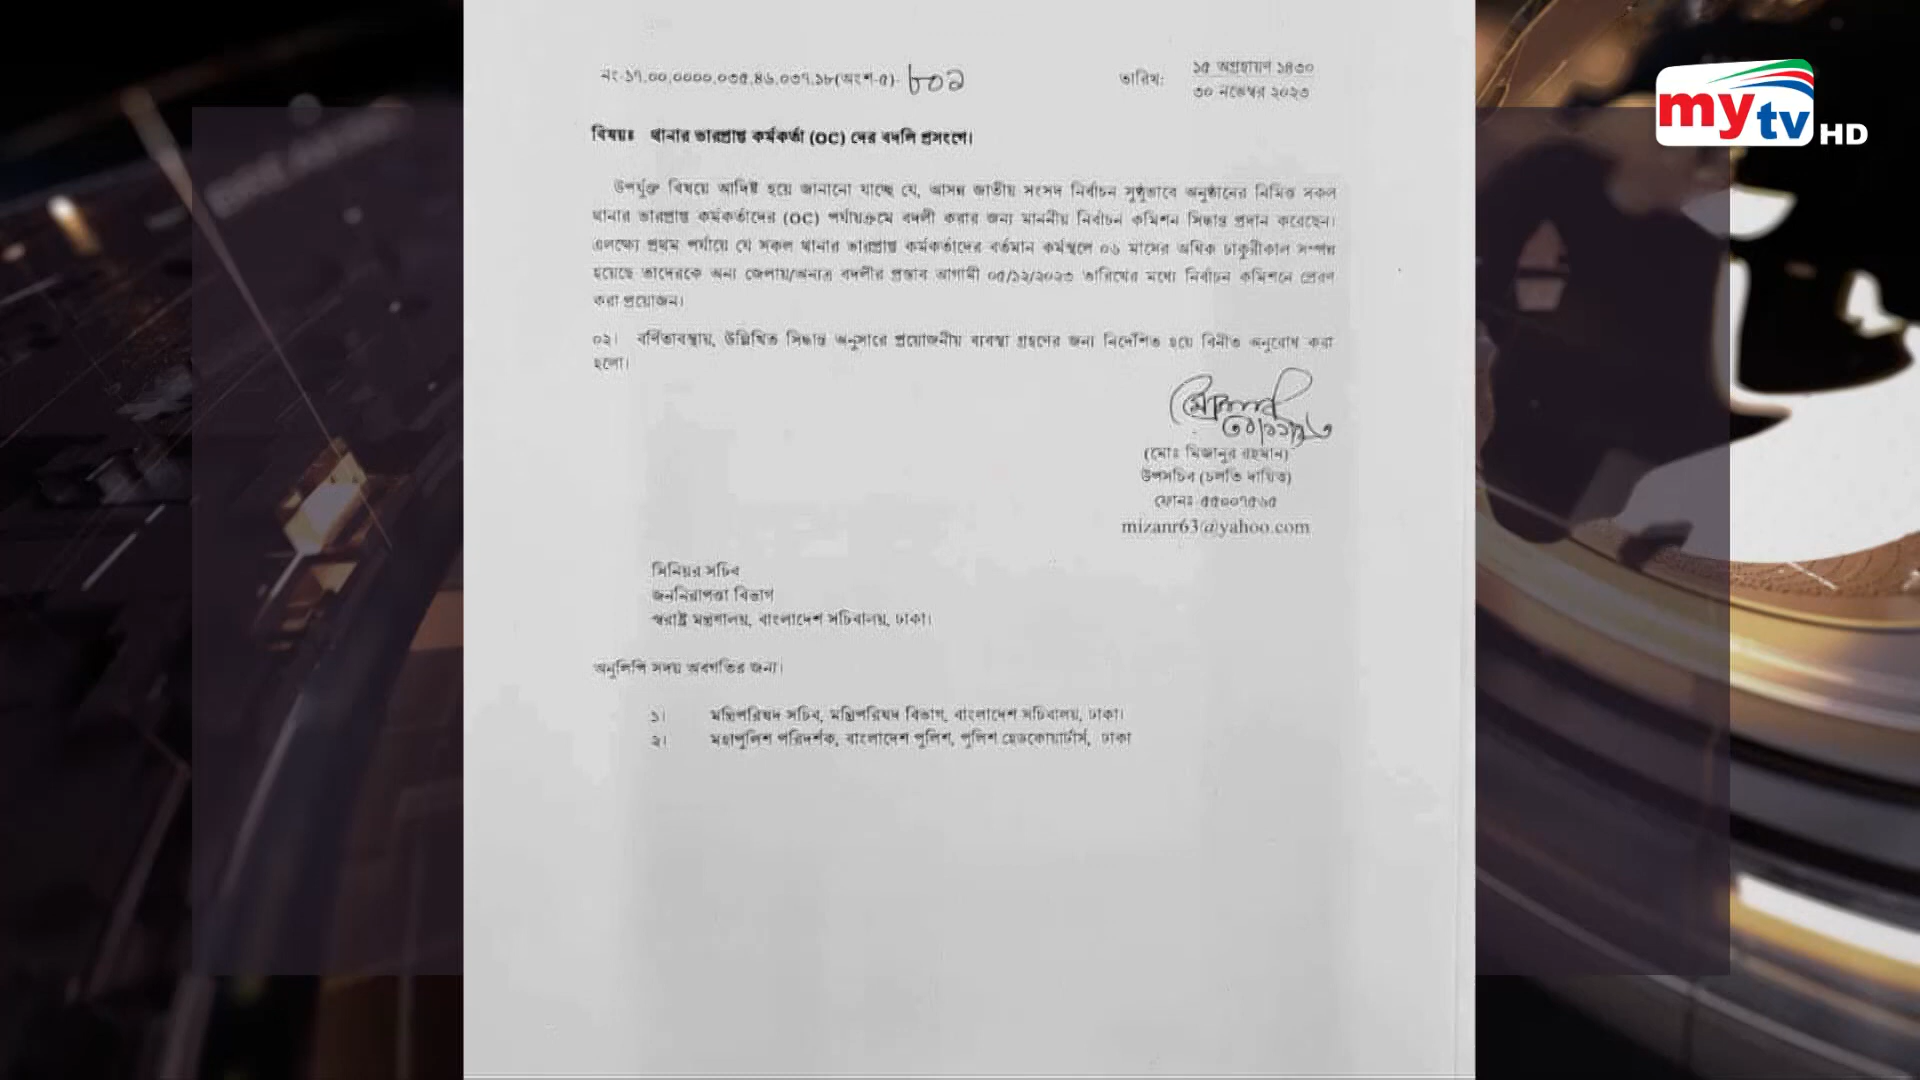 নং-১৭.০০.০০০০.০৩৫.৪৬.০৩৭.১৮(অংশ-৫)-৮০৯
তারিখ: ১৫ অগ্রহায়ণ ১৪৩০
৩০ নভেম্বর ২০২৩
my tv HD
বিষয়ঃ থানার ভারপ্রাপ্ত কর্মকর্তা (OC) দের বদলি প্রসংগে।
উপর্যুক্ত বিষয়ে আদিষ্ট হয়ে জানানো যাচ্ছে যে, আসন্ন জাতীয় সংসদ নির্বাচন সুষ্ঠুভাবে অনুষ্ঠানের নিমিত্ত সকল
থানার ভারপ্রাপ্ত কর্মকর্তাদের (OC) পর্যায়ক্রমে বদলী করার জন্য মাননীয় নির্বাচন কমিশন সিদ্ধান্ত প্রদান করেছেন।
এলক্ষ্যে প্রথম পর্যায়ে যে সকল থানার ভারপ্রাপ্ত কর্মকর্তাদের বর্তমান কর্মস্থলে ০৬ মাসের অধিক চাকুরীকাল সম্পন্ন
হয়েছে তাদেরকে অন্য জেলায়/অন্যত্র বদলীর প্রস্তাব আগামী ০৫/১২/২০২৩ তারিখের মধ্যে নির্বাচন কমিশনে প্রেরণ
করা প্রয়োজন।
০২। বর্ণিতাবস্থায়, উল্লিখিত সিদ্ধান্ত অনুসারে প্রয়োজনীয় ব্যবস্থা গ্রহণের জন্য নির্দেশিত হয়ে বিনীত অনুরোধ করা
হলো।
(মোঃ মিজানুর রহমান)
উপসচিব (চলতি দায়িত্ব)
ফোনঃ ৫৫০০৭৫৬৫
mizanr63@yahoo.com
সিনিয়র সচিব
জননিরাপত্তা বিভাগ
স্বরাষ্ট্র মন্ত্রণালয়, বাংলাদেশ সচিবালয়, ঢাকা।
অনুলিপি সদয় অবগতির জন্য।
১। মন্ত্রিপরিষদ সচিব, মন্ত্রিপরিষদ বিভাগ, বাংলাদেশ সচিবালয়, ঢাকা।
২। মহাপুলিশ পরিদর্শক, বাংলাদেশ পুলিশ, পুলিশ হেডকোয়ার্টার্স, ঢাকা